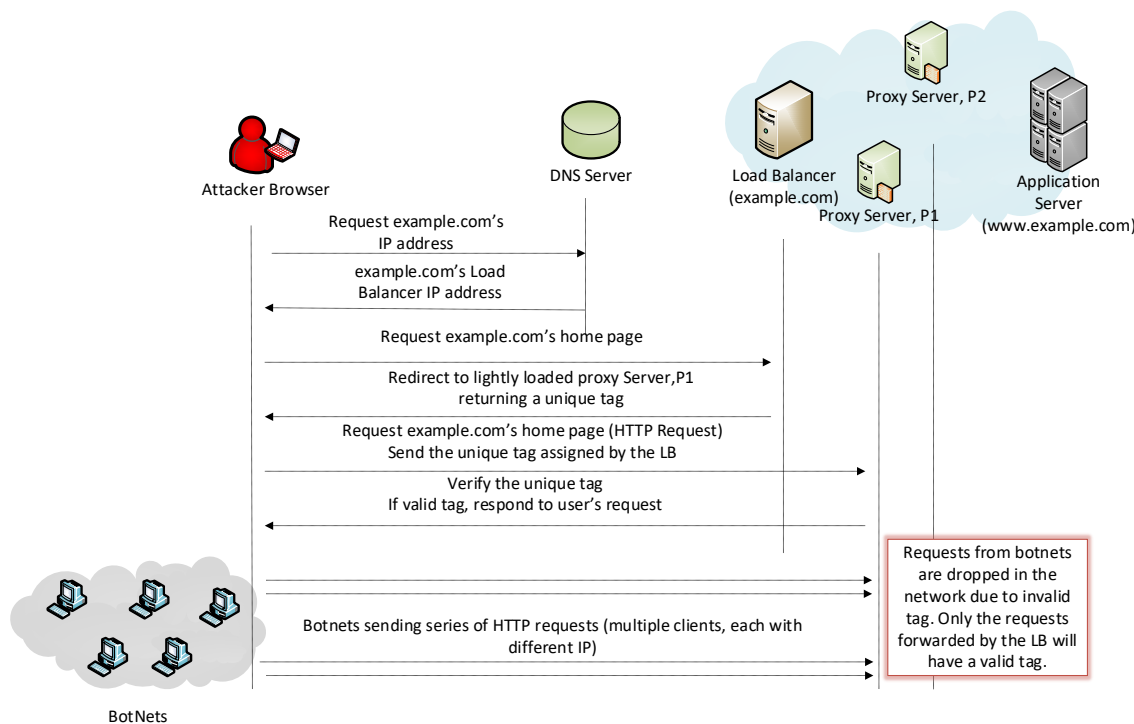 Proxy Server, P2
Attacker Browser
DNS Server
Load Balancer
(example.com)
Proxy Server, P1
Application
Server
(www.example.com)
Request example.com’s
IP address
example.com’s Load
Balancer IP address
Request example.com’s home page
Redirect to lightly loaded proxy Server,P1
returning a unique tag
Request example.com’s home page (HTTP Request)
Send the unique tag assigned by the LB
Verify the unique tag
If valid tag, respond to user’s request
Requests from botnets
are dropped in the
network due to invalid
tag. Only the requests
forwarded by the LB will
have a valid tag.
Botnets sending series of HTTP requests (multiple clients, each with
different IP)
BotNets